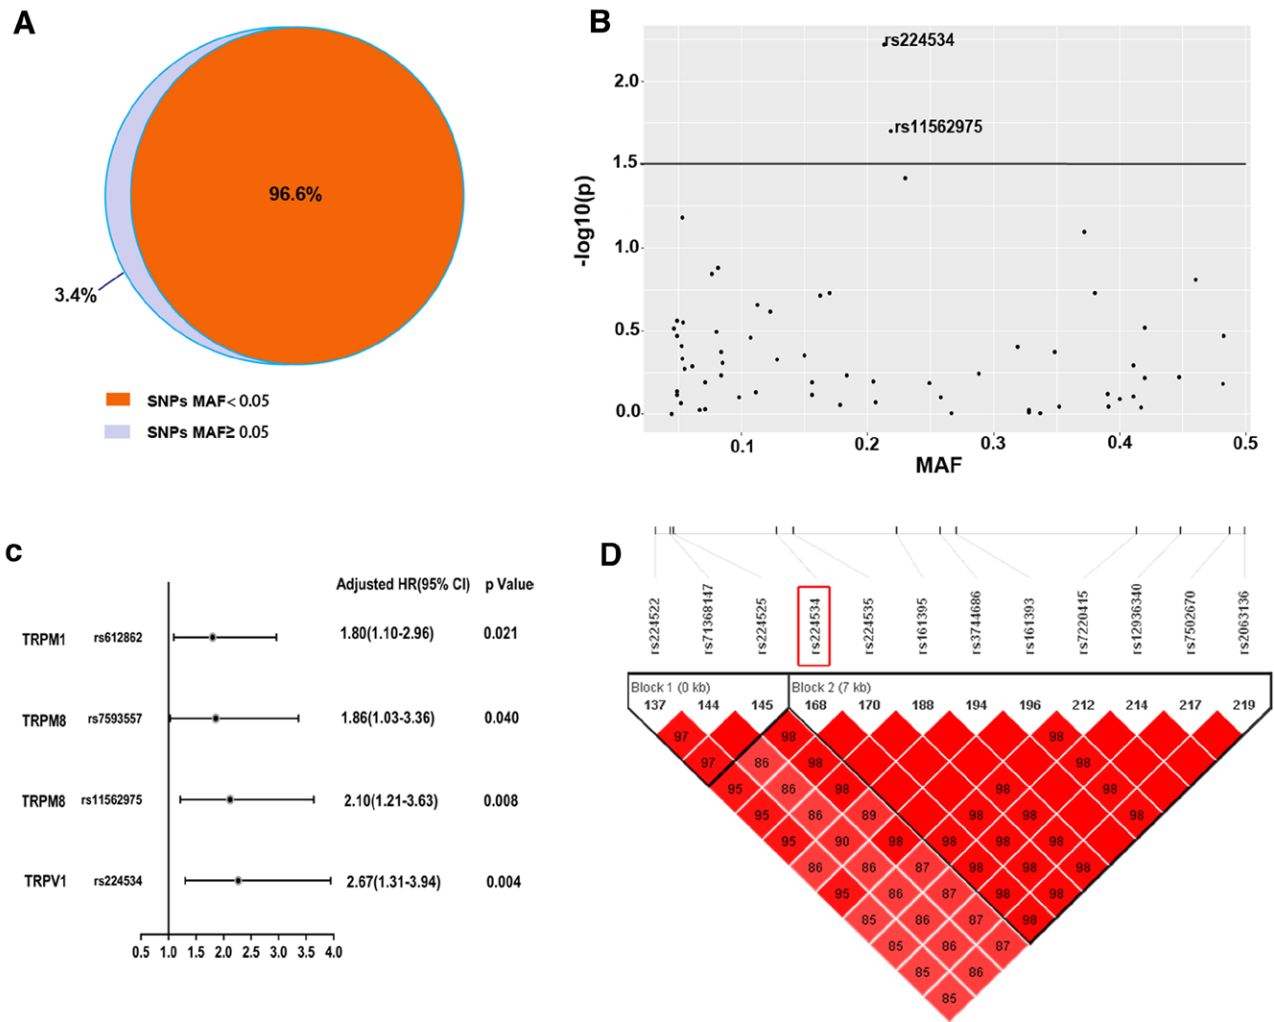 A
96.6%
3.4%
SNPs MAF< 0.05
SNPs MAF≥ 0.05
B
rs224534
rs11562975
2.0
1.5
1.0
0.5
0.0
-log10(p)
0.1 0.2 0.3 0.4 0.5
MAF
c
Adjusted HR(95% CI) p Value
TRPM1 rs612862 1.80(1.10-2.96) 0.021
TRPM8 rs7593557 1.86(1.03-3.36) 0.040
TRPM8 rs11562975 2.10(1.21-3.63) 0.008
TRPV1 rs224534 2.67(1.31-3.94) 0.004
0.5 1.0 1.5 2.0 2.5 3.0 3.5 4.0
D
rs224522 rs71368147 rs224525 rs224534 rs224535 rs161395 rs3744686 rs161393 rs7220415 rs12936340 rs7502670 rs2063136
Block 1 (0 kb) Block 2 (7 kb)
137 144 145 168 170 188 194 196 212 214 217 219
97 98 98
97 86 98 98
95 86 98 98 98
95 86 89 98 98 98
95 90 98 98 98 98
86 86 87 98 98 98
95 86 87 98 98
85 86 87 98
85 86 87
85 86
85